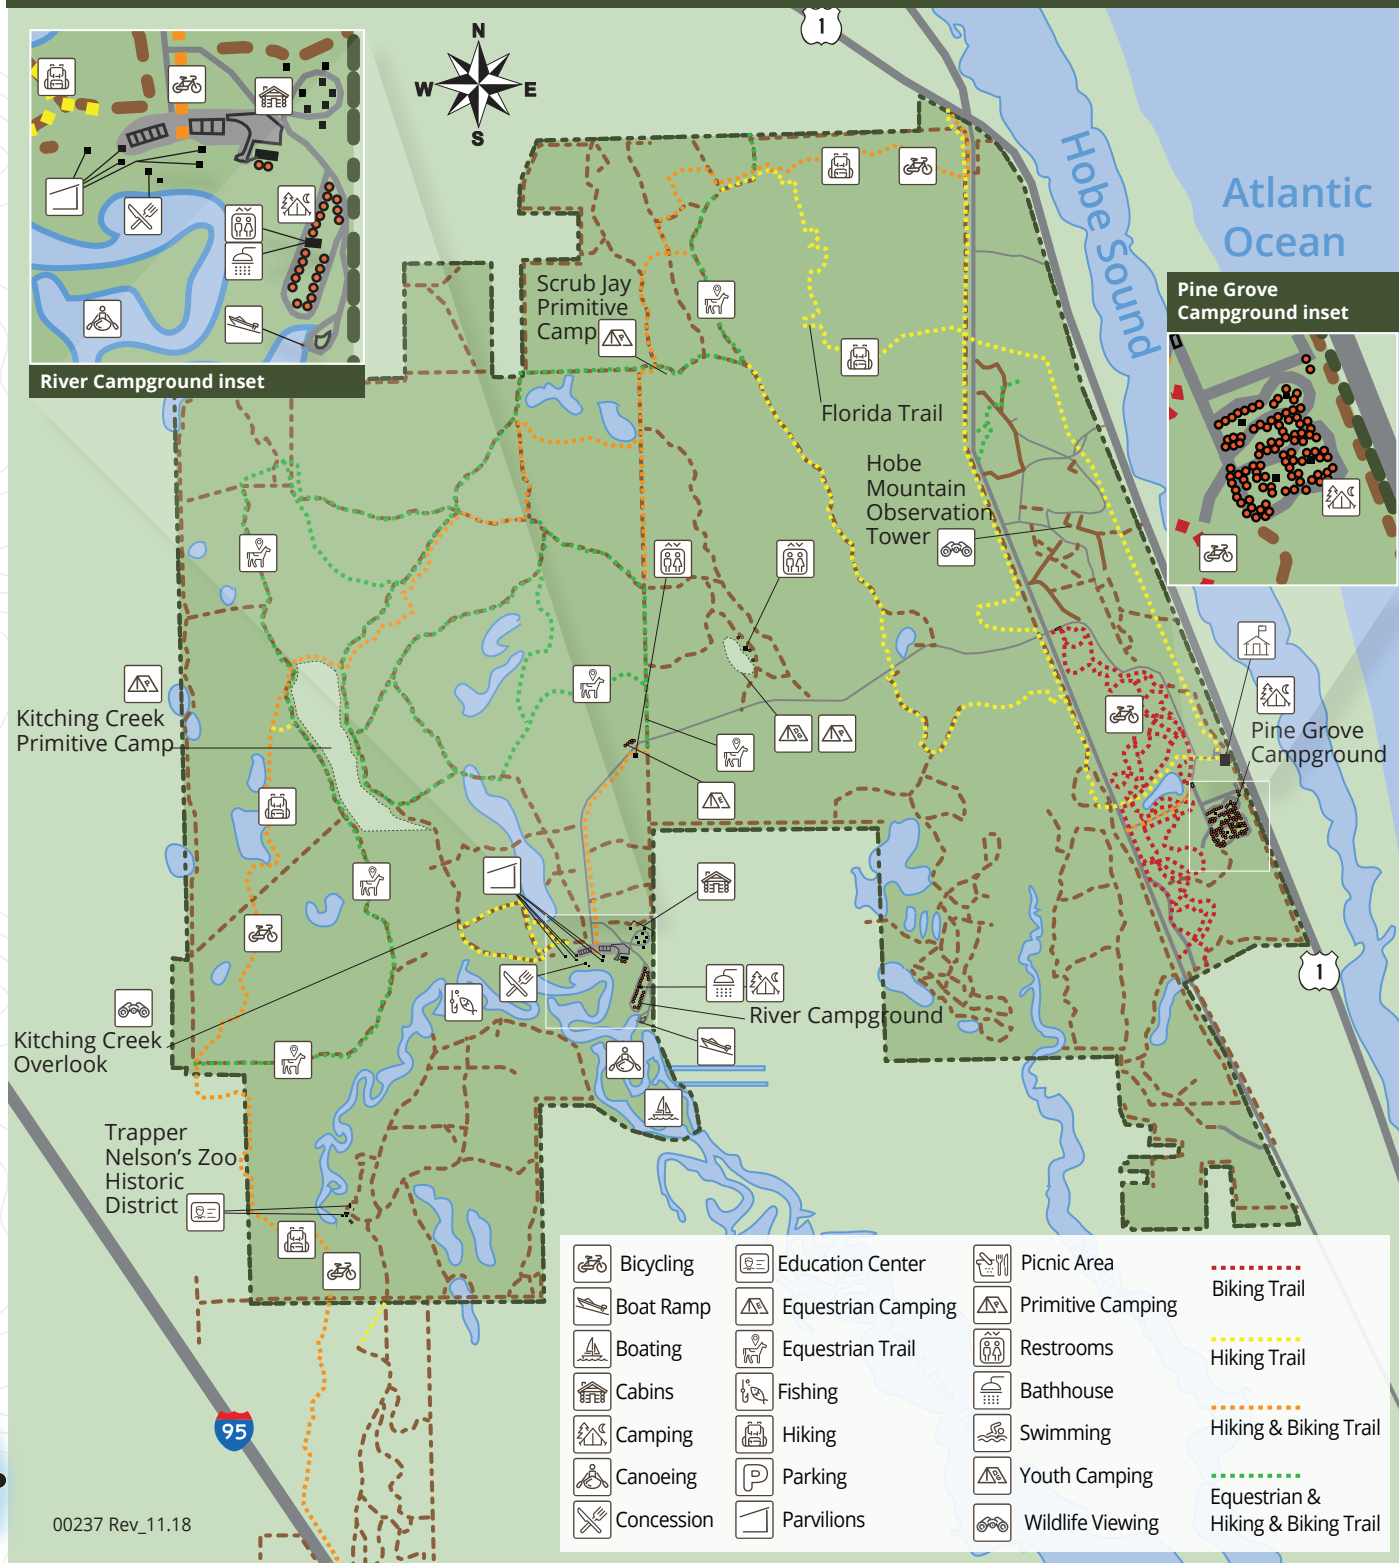 1
N
W
E
S
Hobe Sound
Atlantic
Ocean
Pine Grove
Campground inset
River Campground inset
Scrub Jay
Primitive
Camp
Florida Trail
Hobe
Mountain
Observation
Tower
Kitching Creek
Primitive Camp
Pine Grove
Campground
1
River Campground
Kitching Creek
Overlook
Trapper
Nelson's Zoo
Historic
District
95
00237 Rev_11.18
Bicycling
Boat Ramp
Boating
Cabins
Camping
Canoeing
Concession
Education Center
Equestrian Camping
Equestrian Trail
Fishing
Hiking
P
Parking
Parvilions
Picnic Area
Primitive Camping
Restrooms
Bathhouse
Swimming
Youth Camping
Wildlife Viewing
Biking Trail
Hiking Trail
Hiking & Biking Trail
Equestrian &
Hiking & Biking Trail